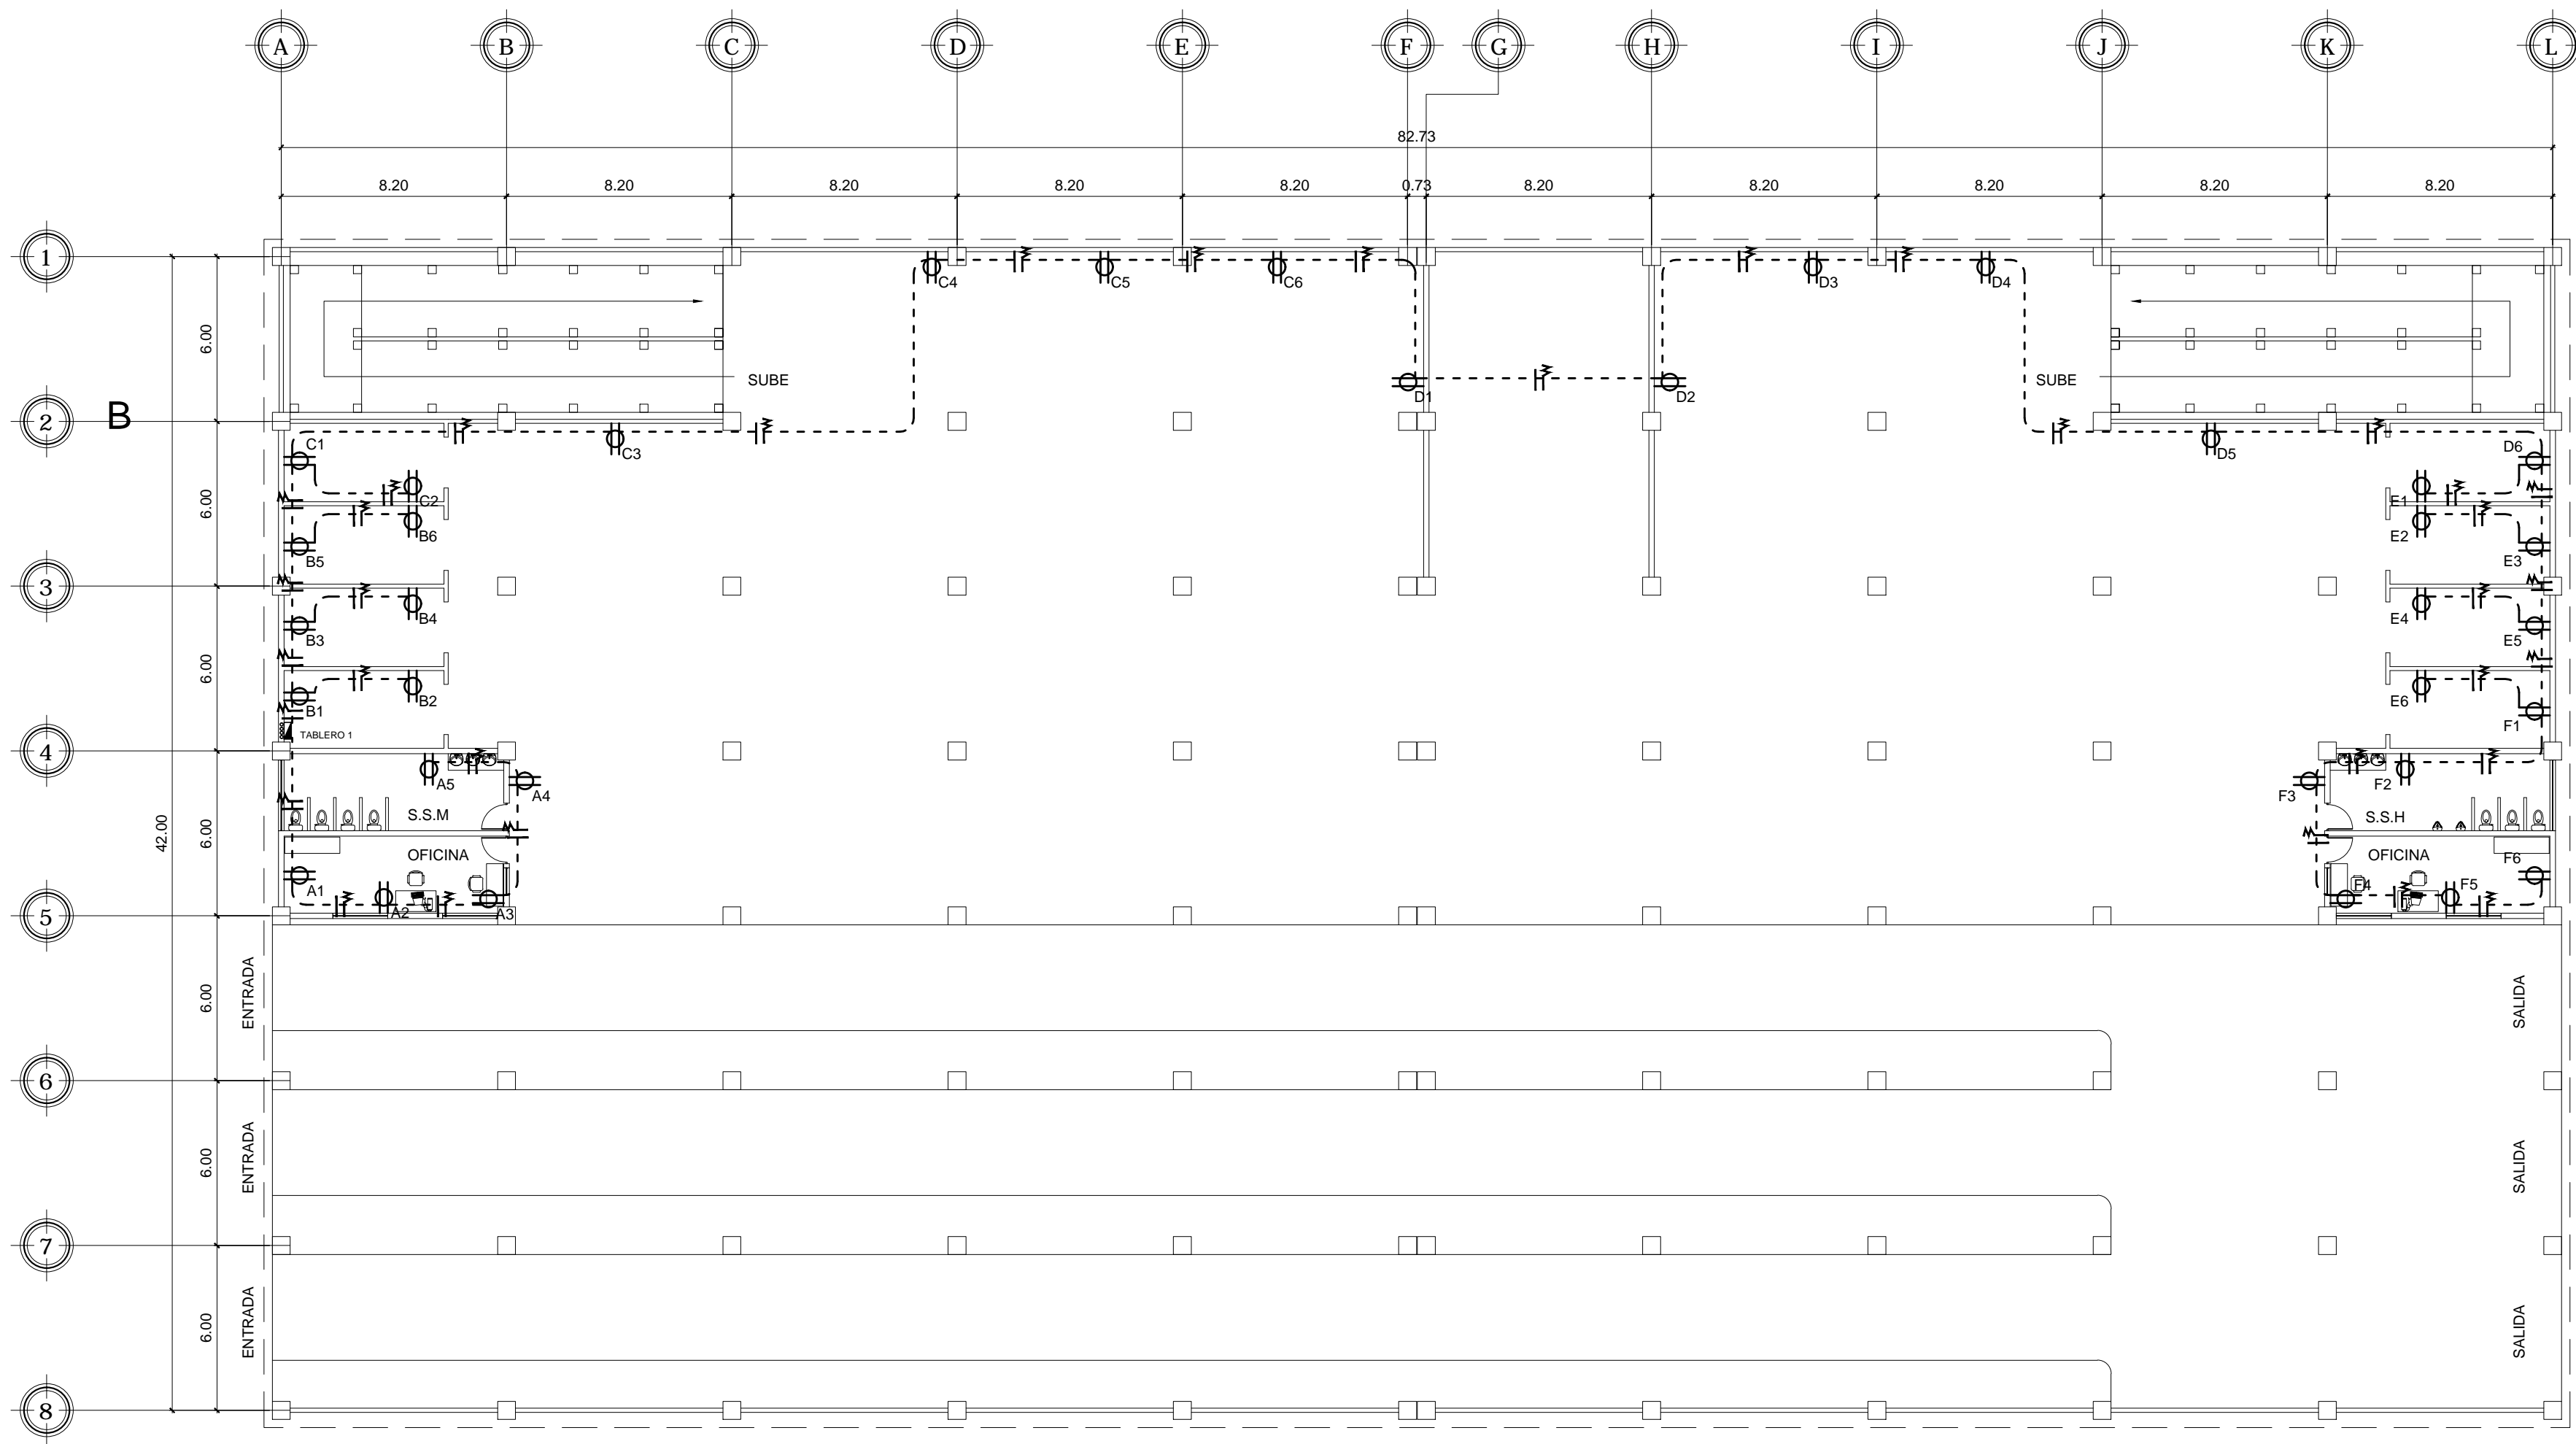 A B C D E F G H I J K L
82.73
8.20 8.20 8.20 8.20 8.20 0.73 8.20 8.20 8.20 8.20 8.20
1
C4 C5 C6 D3 D4
6.00
SUBE SUBE
D1 D2
2 B
C1 C3 D5 D6
6.00
C2 E1
B6 E2
B5 E3
3
B4 E4
B3 E5
6.00
B2 E6
B1 F1
TABLERO 1
4
A5 A4 F3 F2
S.S.M S.S.H
42.00 6.00
OFICINA OFICINA
A1 F6
F4 F5
A2 A3
5
6.00 ENTRADA SALIDA
6
6.00 ENTRADA SALIDA
7
6.00 ENTRADA SALIDA
8